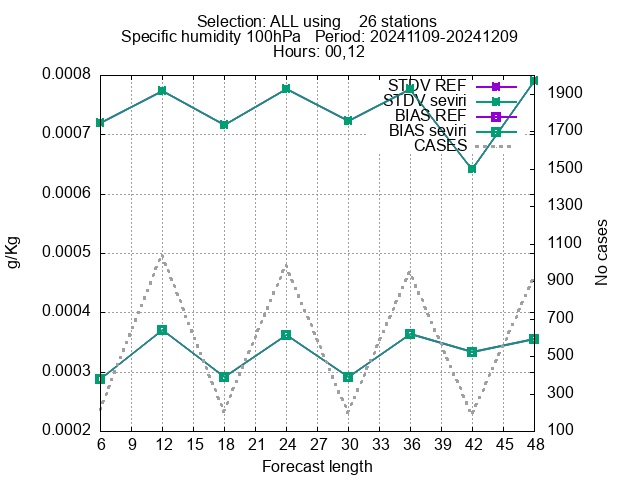 Selection: ALL using    26 stations
Specific humidity 100hPa   Period: 20241109-20241209
Hours: 00,12
STDV REF
STDV seviri
BIAS REF
BIAS seviri
CASES
0.0008
0.0007
0.0006
0.0005
0.0004
0.0003
0.0002
g/Kg
1900
1700
1500
1300
1100
900
700
500
300
100
No cases
6 9 12 15 18 21 24 27 30 33 36 39 42 45 48
Forecast length